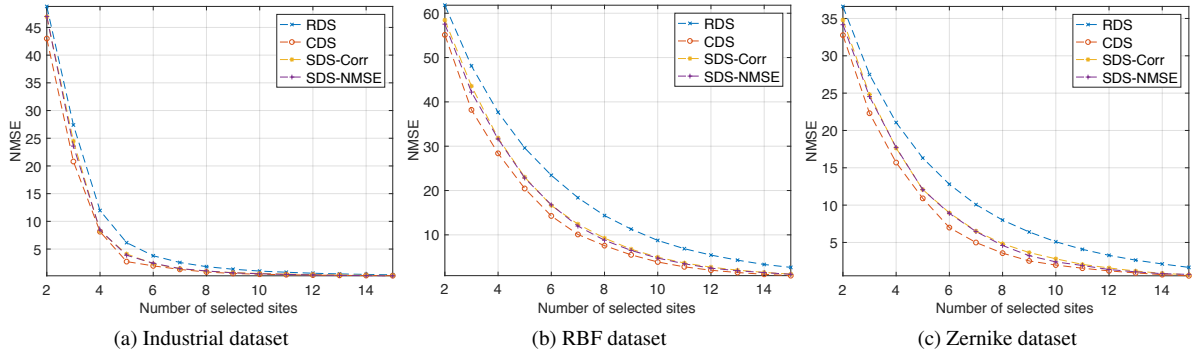 45
40
35
30
25
20
15
10
5
NMSE
2
4
6
8
10
12
14
Number of selected sites
RDS
CDS
SDS-Corr
SDS-NMSE
(a) Industrial dataset
60
50
40
30
20
10
NMSE
2
4
6
8
10
12
14
Number of selected sites
RDS
CDS
SDS-Corr
SDS-NMSE
(b) RBF dataset
35
30
25
20
15
10
5
NMSE
2
4
6
8
10
12
14
Number of selected sites
RDS
CDS
SDS-Corr
SDS-NMSE
(c) Zernike dataset